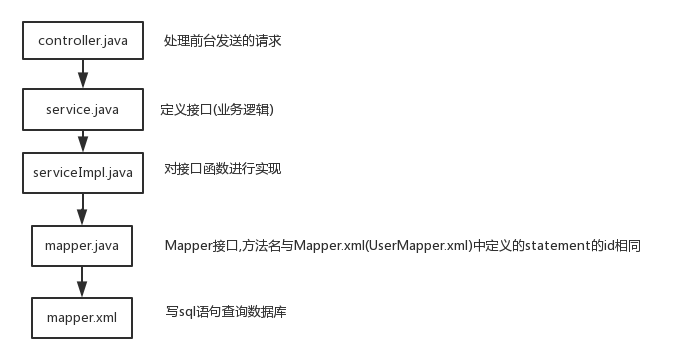 controller.java 处理前台发送的请求
service.java 定义接口(业务逻辑)
serviceImpl.java 对接口函数进行实现
mapper.java Mapper接口,方法名与Mapper.xml(UserMapper.xml)中定义的statement的id相同
mapper.xml 写sql语句查询数据库